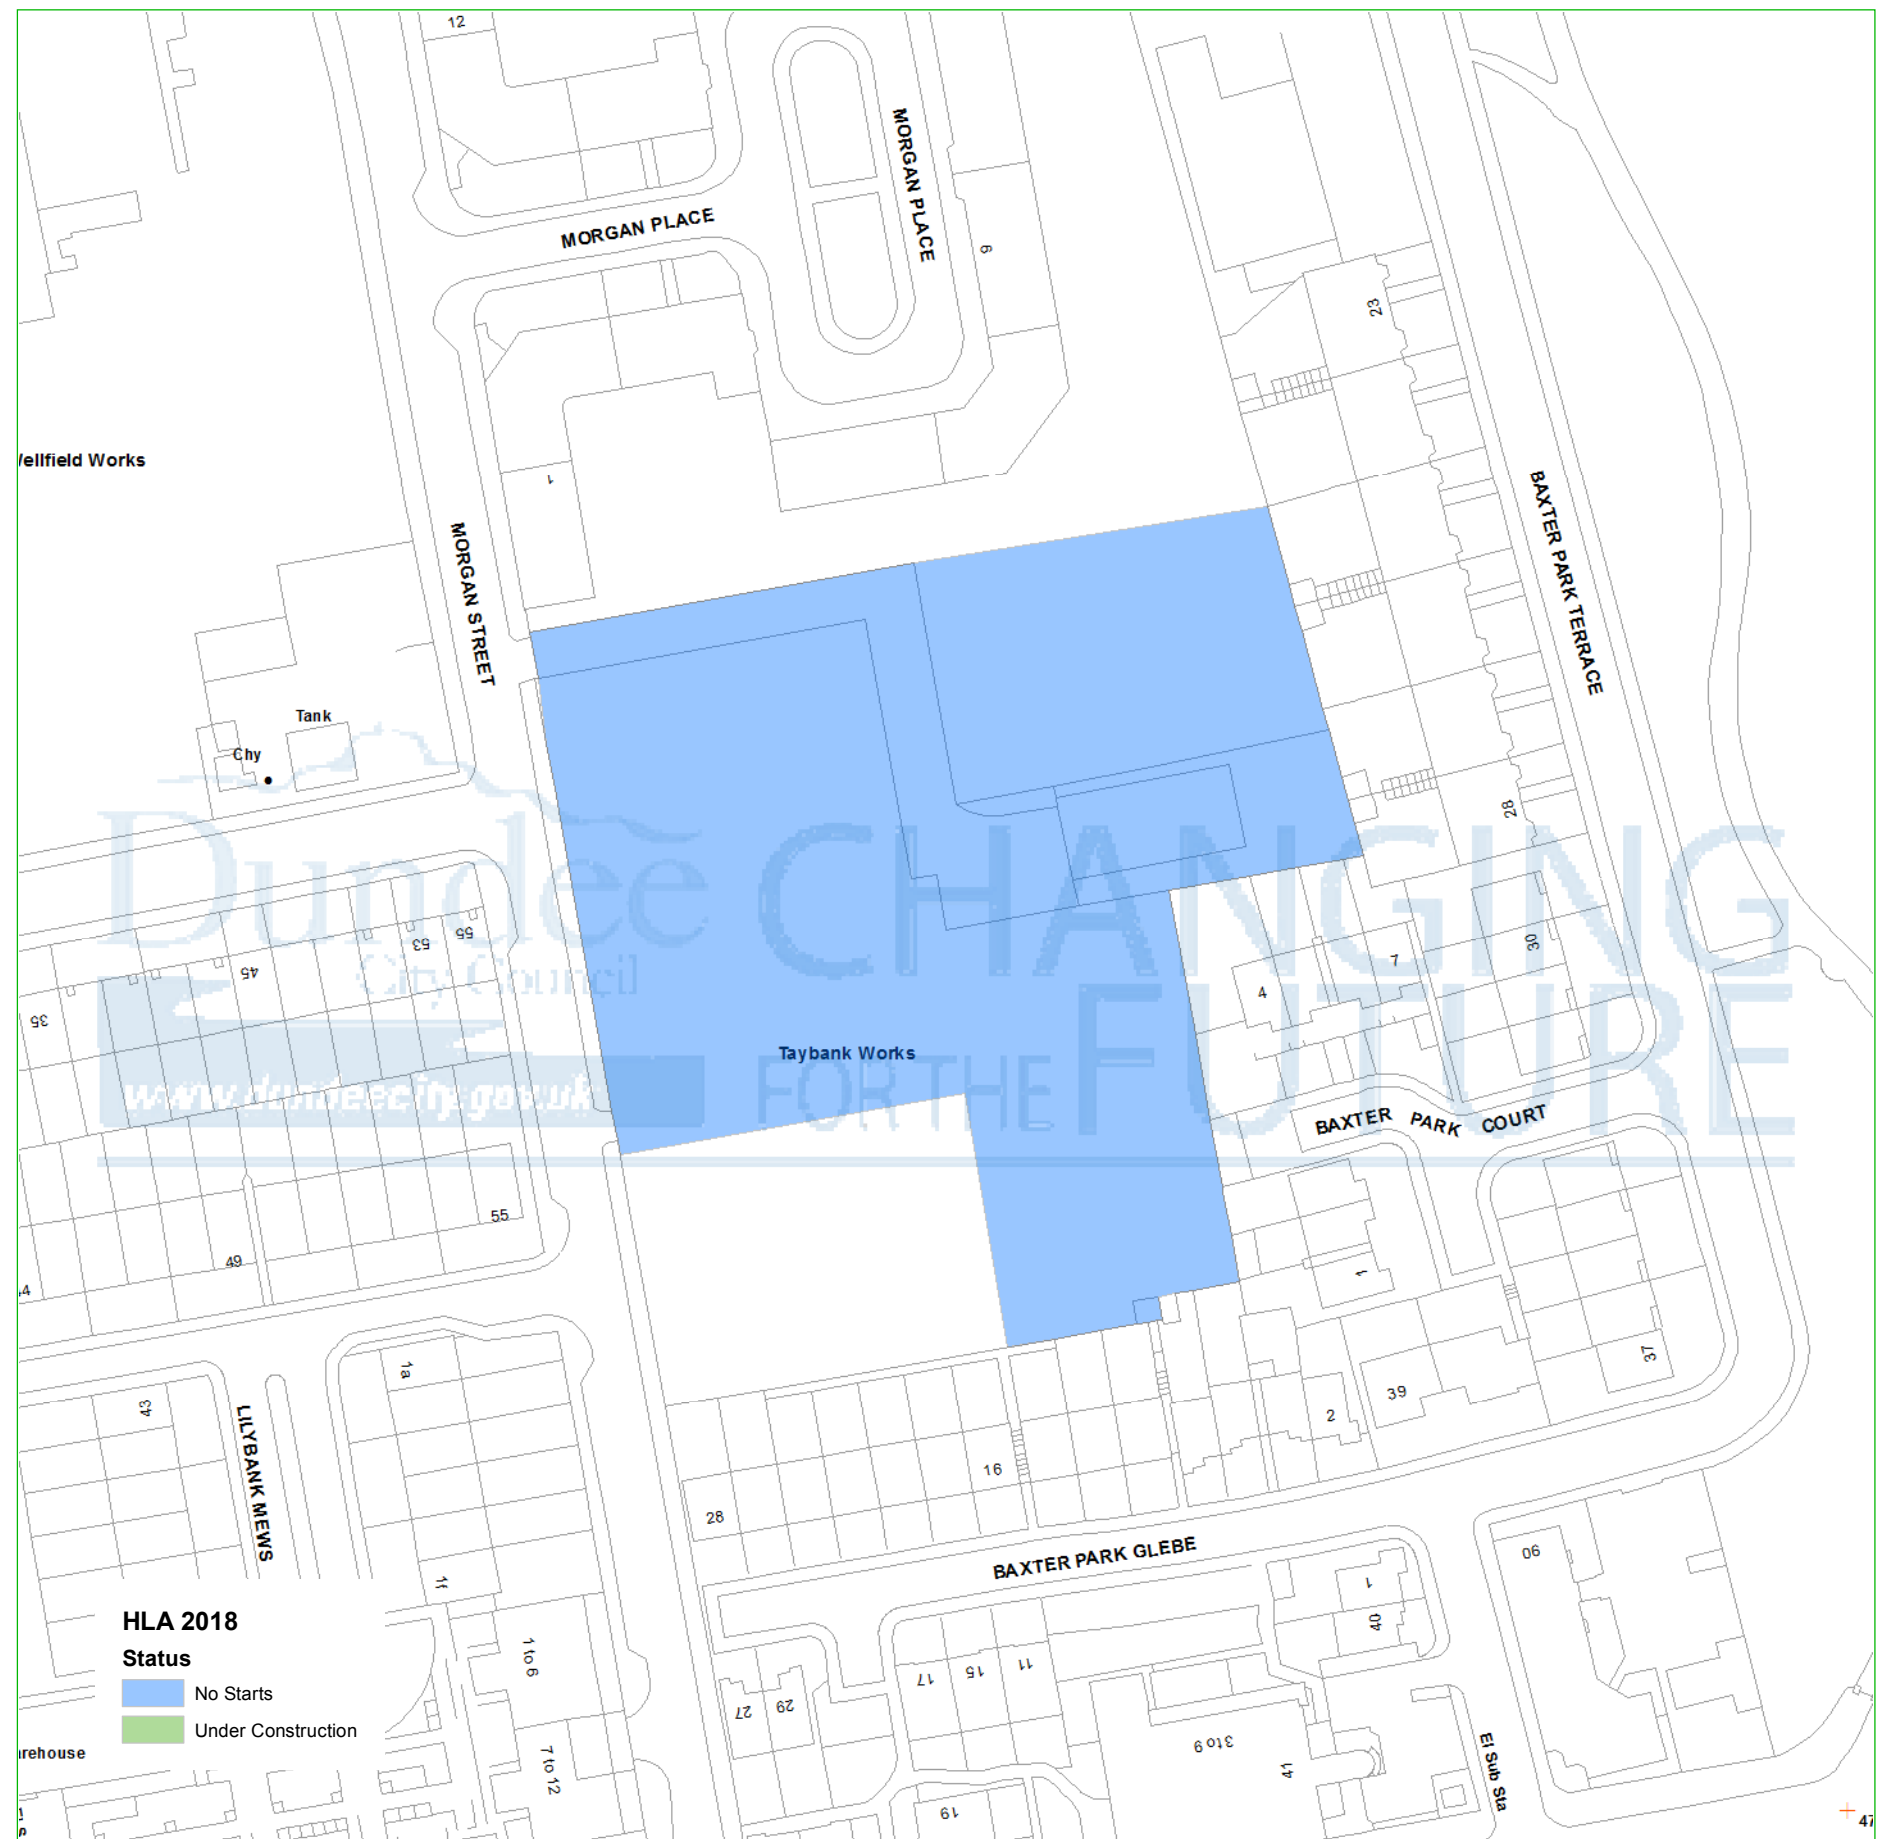 12
MORGAN PLACE
MORGAN PLACE
9
23
Wellfield Works
1
MORGAN STREET
BAXTER PARK TERRACE
Tank
Chy
28
Dundee
City Council
www.dundeecity.gov.uk
CHANGING
FOR THE FUTURE
55
53
45
35
30
7
4
Taybank Works
BAXTER PARK COURT
55
49
44
1
37
39
2
1a
43
LILYBANK MEWS
16
28
BAXTER PARK GLEBE
90
1
40
1f
1 to 6
7 to 12
11
15
17
27
29
3 to 9
41
El Sub Sta
19
HLA 2018
Status
No Starts
Under Construction
47